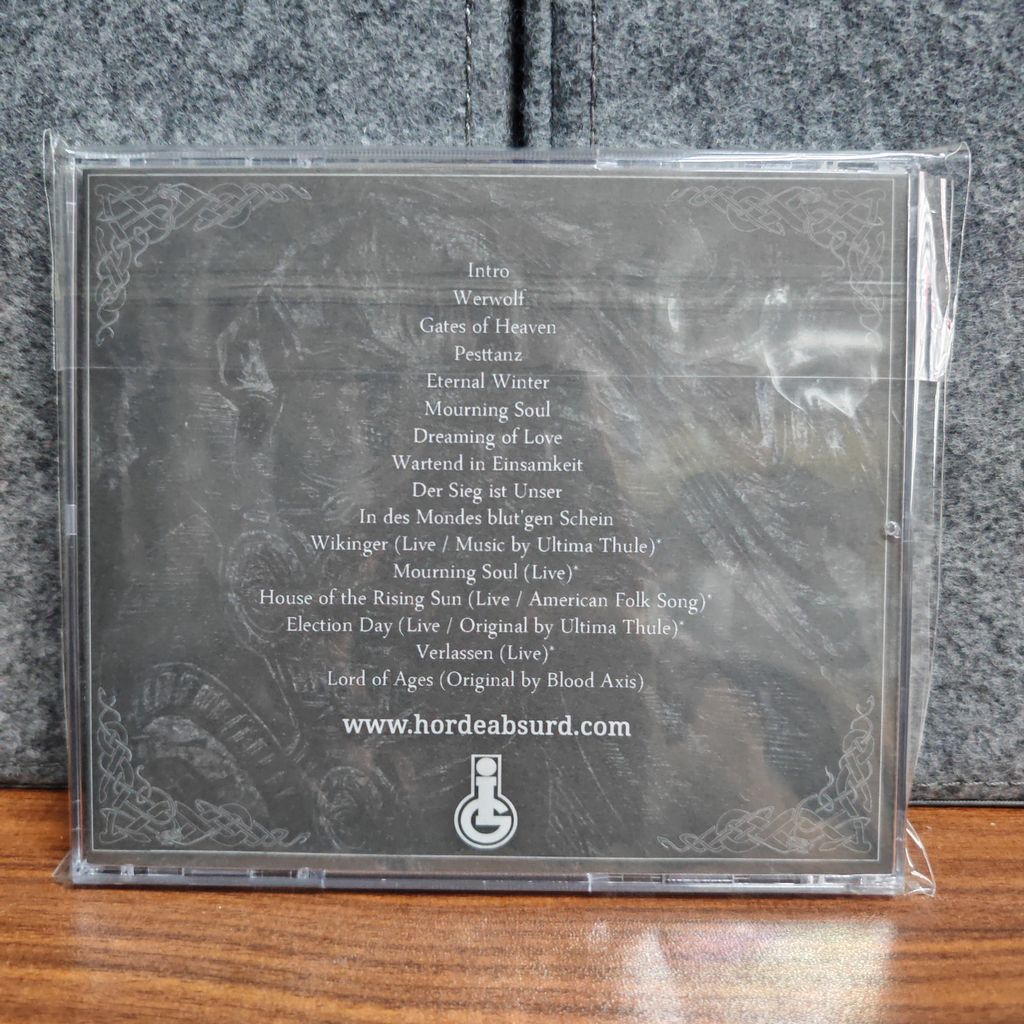 Intro
Werwolf
Gates of Heaven
Pesttanz
Eternal Winter
Mourning Soul
Dreaming of Love
Wartend in Einsamkeit
Der Sieg ist Unser
In des Mondes blut'gen Schein
Wikinger (Live / Music by Ultima Thule)*
Mourning Soul (Live)*
House of the Rising Sun (Live / American Folk Song)*
Election Day (Live / Original by Ultima Thule)*
Verlassen (Live)*
Lord of Ages (Original by Blood Axis)
www.hordeabsurd.com
iG